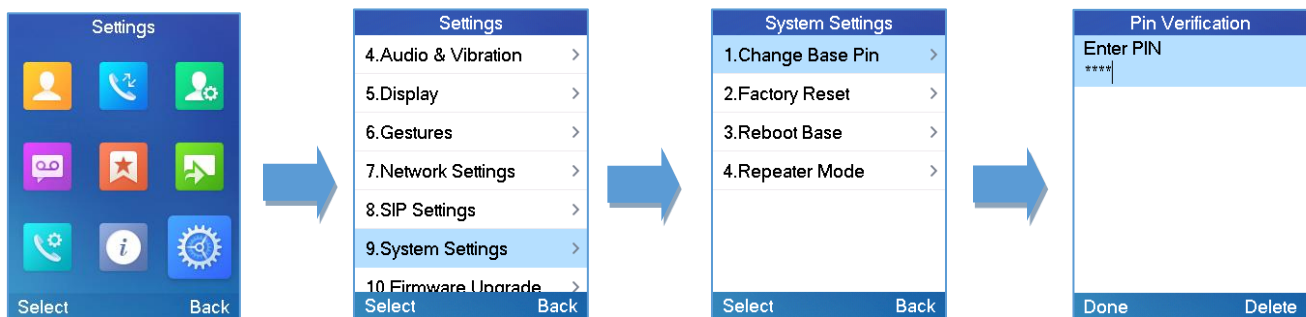 Settings
Select Back
Settings
4.Audio & Vibration
5.Display
6.Gestures
7.Network Settings
8.SIP Settings
9.System Settings
10.Firmware Upgrade
Select Back
System Settings
1.Change Base Pin
2.Factory Reset
3.Reboot Base
4.Repeater Mode
Select Back
Pin Verification
Enter PIN
****
Done Delete